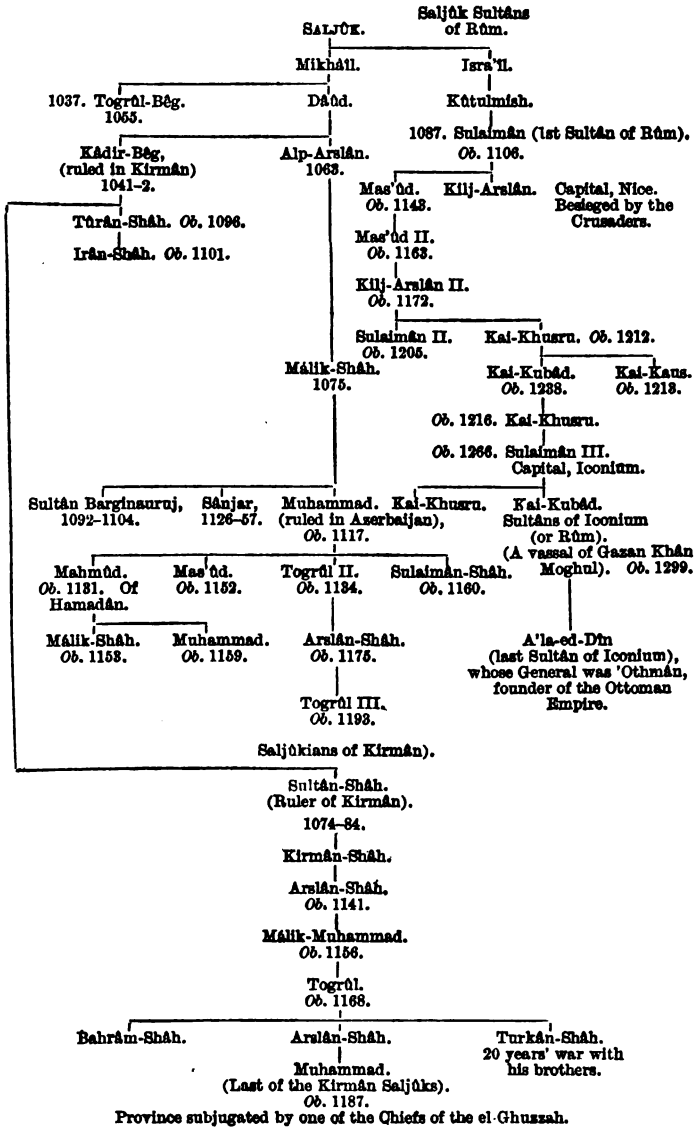 Saljûk Sultâns
of Rûm.
SALJÛK.
Mikhâil.
Isra'îl.
1037. Togrûl-Bêg.
1055.
Dâûd.
Kûtulmish.
1087. Sulaimân (1st Sultân of Rûm).
Ob. 1106.
Kâdir-Bêg,
(ruled in Kirmân)
1041-2.
Alp-Arslân.
1063.
Mas'ûd.
Ob. 1143.
Kilj-Arslân.
Capital, Nice.
Besieged by the
Crusaders.
Tûrân-Shâh. Ob. 1096.
Irân-Shâh. Ob. 1101.
Mas'ûd II.
Ob. 1163.
Kilj-Arslân II.
Ob. 1172.
Sulaimân II.
Ob. 1205.
Kai-Khusru. Ob. 1212.
Málik-Shâh.
1075.
Kai-Kubâd.
Ob. 1238.
Kai-Kaus.
Ob. 1213.
Ob. 1216. Kai-Khusru.
Ob. 1266. Sulaimân III.
Capital, Iconium.
Sultân Barginauruj,
1092-1104.
Sânjar,
1126-57.
Muhammad.
(ruled in Azerbaijan),
Ob. 1117.
Kai-Khusru.
Kai-Kubâd.
Sultâns of Iconium
(or Rûm).
(A vassal of Gazan Khân
Moghul). Ob. 1299.
Mahmûd.
Ob. 1131. Of
Hamadân.
Mas'ûd.
Ob. 1152.
Togrûl II.
Ob. 1134.
Sulaimân-Shâh.
Ob. 1160.
Málik-Shâh.
Ob. 1153.
Muhammad.
Ob. 1159.
Arslân-Shâh.
Ob. 1175.
A'la-ed-Dîn
(last Sultân of Iconium),
whose General was 'Othmân,
founder of the Ottoman
Empire.
Togrûl III.
Ob. 1193.
Saljûkians of Kirmân).
Sultân-Shâh.
(Ruler of Kirmân).
1074-84.
Kirmân-Shâh.
Arslân-Shâh.
Ob. 1141.
Málik-Muhammad.
Ob. 1156.
Togrûl.
Ob. 1168.
Bahrâm-Shâh.
Arslân-Shâh.
Turkân-Shâh.
20 years' war with
his brothers.
Muhammad.
(Last of the Kirmân Saljûks).
Ob. 1187.
Province subjugated by one of the Chiefs of the el-Ghuzzah.